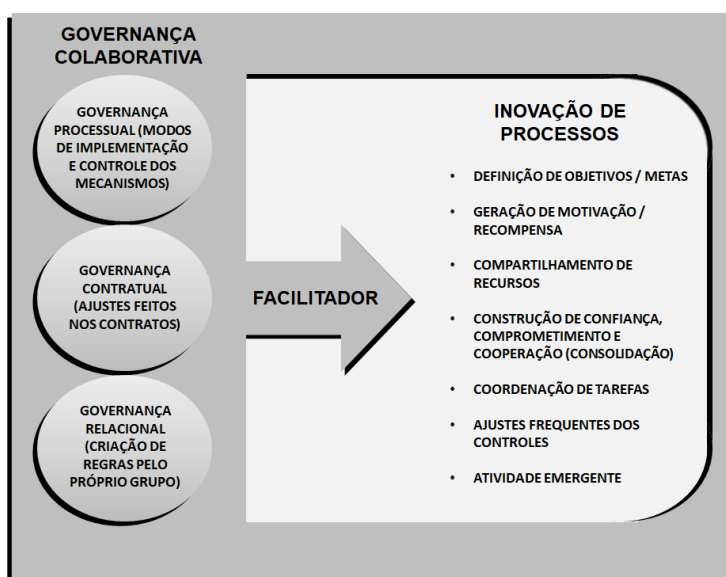 GOVERNANÇA
COLABORATIVA
GOVERNANÇA
PROCESSUAL (MODOS
DE IMPLEMENTAÇÃO
E CONTROLE DOS
MECANISMOS)
GOVERNANÇA
CONTRATUAL
(AJUSTES FEITOS
NOS CONTRATOS)
GOVERNANÇA
RELACIONAL
(CRIAÇÃO DE
REGRAS PELO
PRÓPRIO GRUPO)
FACILITADOR
INOVAÇÃO DE
PROCESSOS
• DEFINIÇÃO DE OBJETIVOS / METAS
• GERAÇÃO DE MOTIVAÇÃO /
RECOMPENSA
• COMPARTILHAMENTO DE
RECURSOS
• CONSTRUÇÃO DE CONFIANÇA,
COMPROMETIMENTO E
COOPERAÇÃO (CONSOLIDAÇÃO)
• COORDENAÇÃO DE TAREFAS
• AJUSTES FREQUENTES DOS
CONTROLES
• ATIVIDADE EMERGENTE